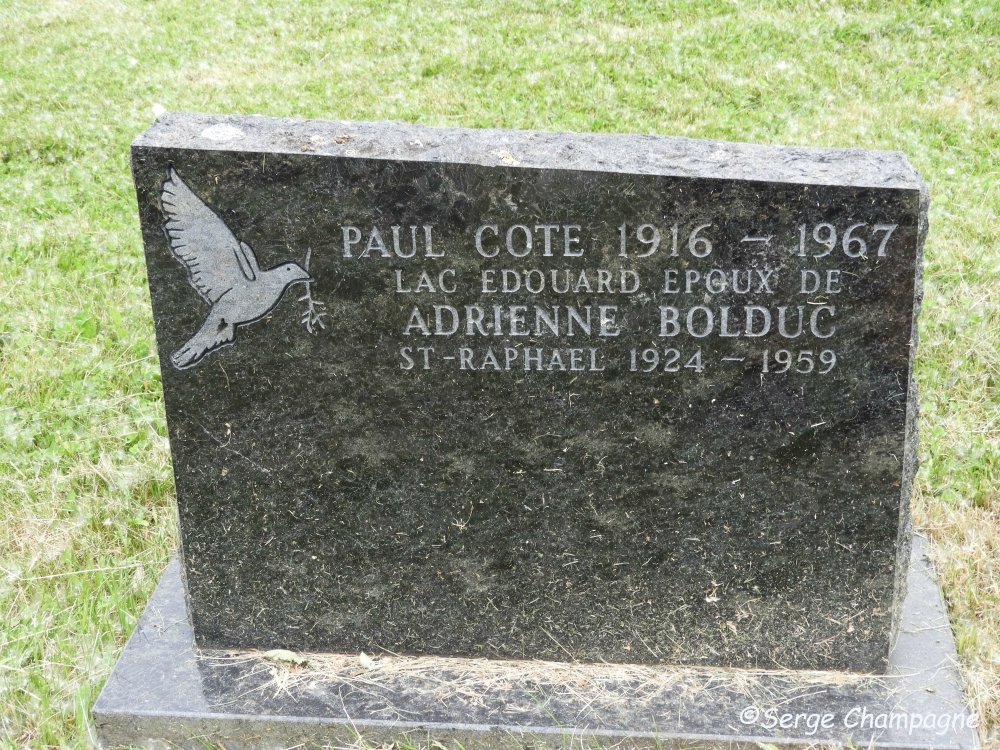 PAUL COTE 1916 - 1967
LAC EDOUARD EPOUX DE
ADRIENNE BOLDUC
ST-RAPHAEL 1924 - 1959
©Serge Champagne